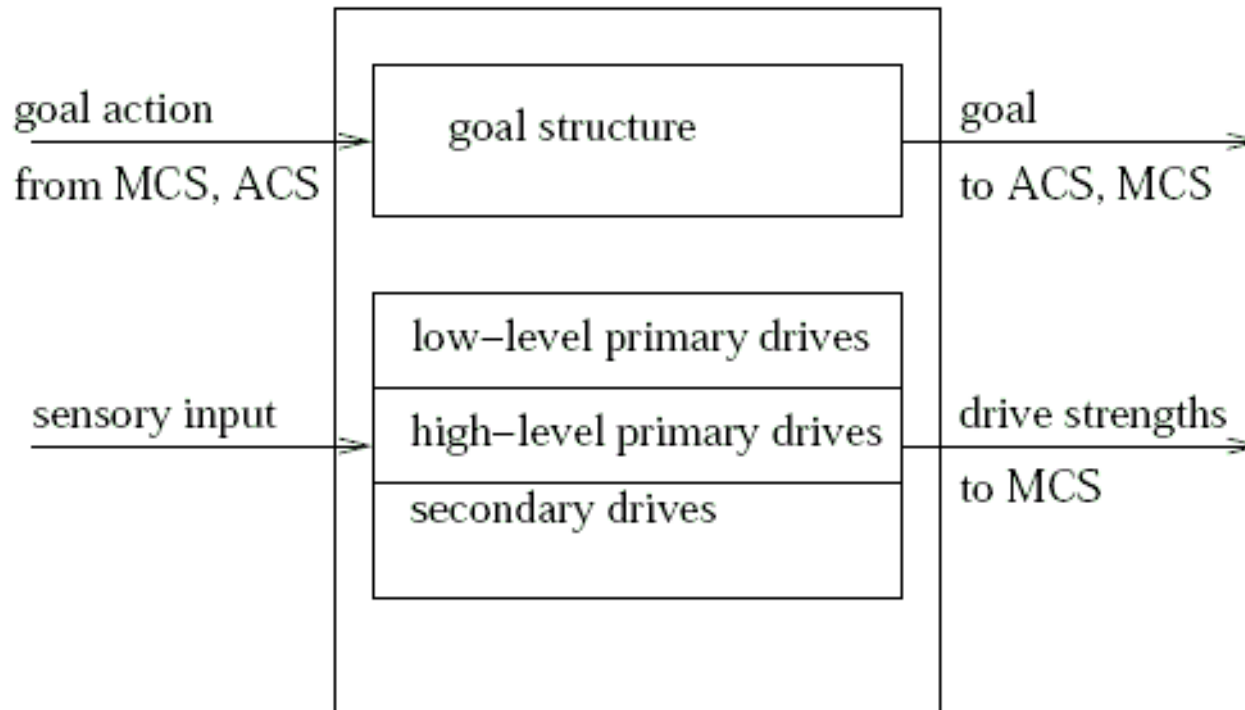 goal action
from MCS, ACS
goal structure
goal
to ACS, MCS
low−level primary drives
sensory input
high−level primary drives
drive strengths
to MCS
secondary drives